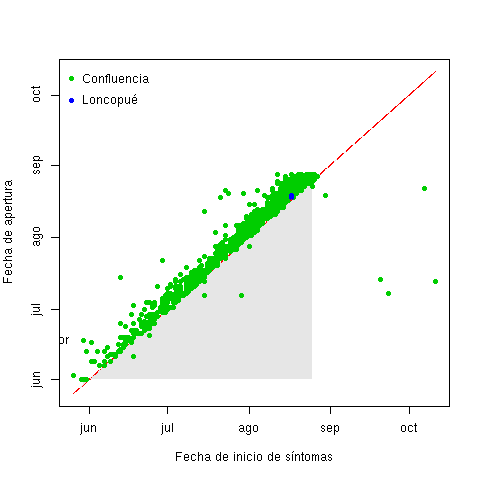 Confluencia
Loncopué
oct
sep
ago
jul
jun
or
Fecha de apertura
jun
jul
ago
sep
oct
Fecha de inicio de síntomas